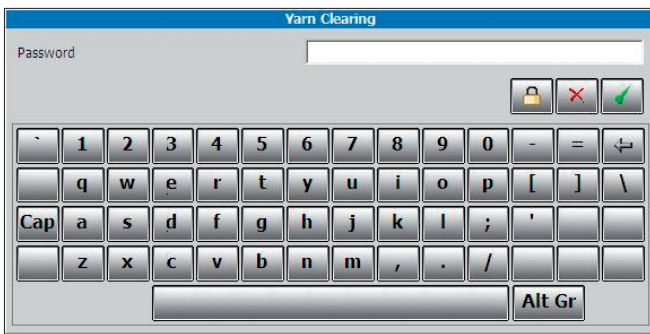 Yarn Clearing
Password
` 1 2 3 4 5 6 7 8 9 0 - =
q w e r t y u i o p [ ] \
Cap a s d f g h j k l ; '
z x c v b n m , . /
Alt Gr